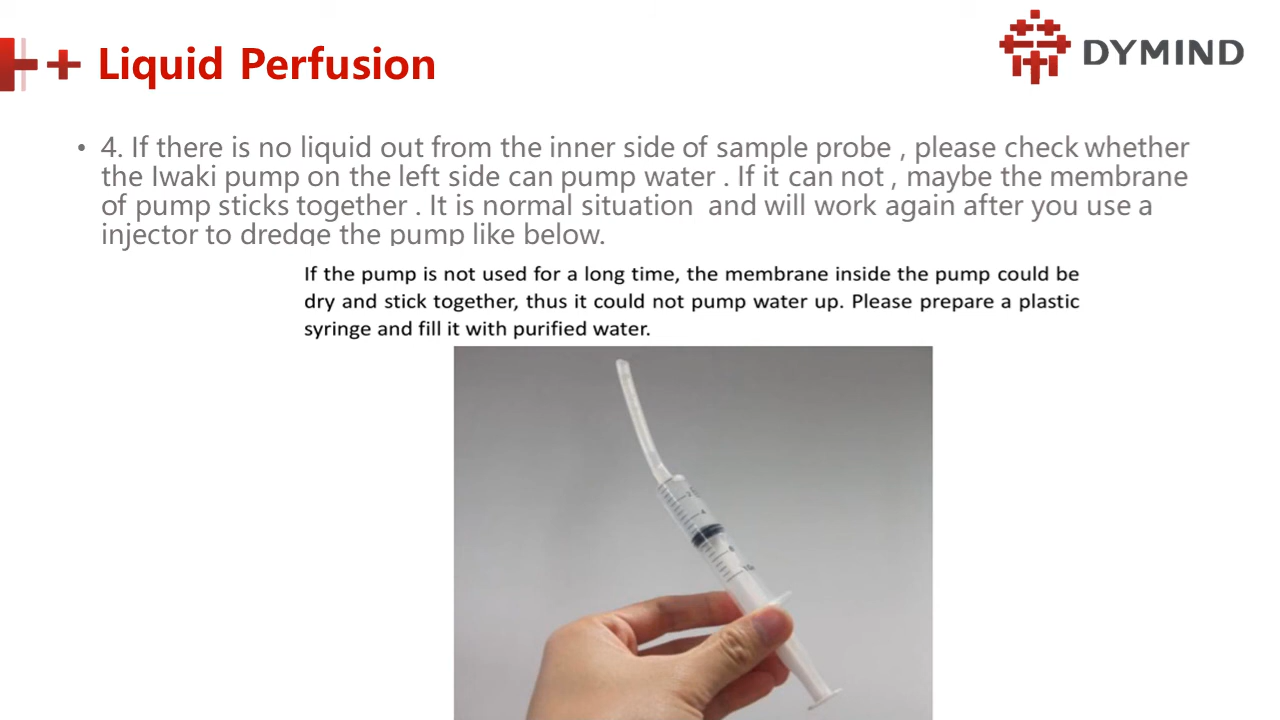 Liquid Perfusion
DYMIND
• 4. If there is no liquid out from the inner side of sample probe , please check whether
the Iwaki pump on the left side can pump water . If it can not , maybe the membrane
of pump sticks together . It is normal situation and will work again after you use a
injector to dredge the pump like below.
If the pump is not used for a long time, the membrane inside the pump could be
dry and stick together, thus it could not pump water up. Please prepare a plastic
syringe and fill it with purified water.